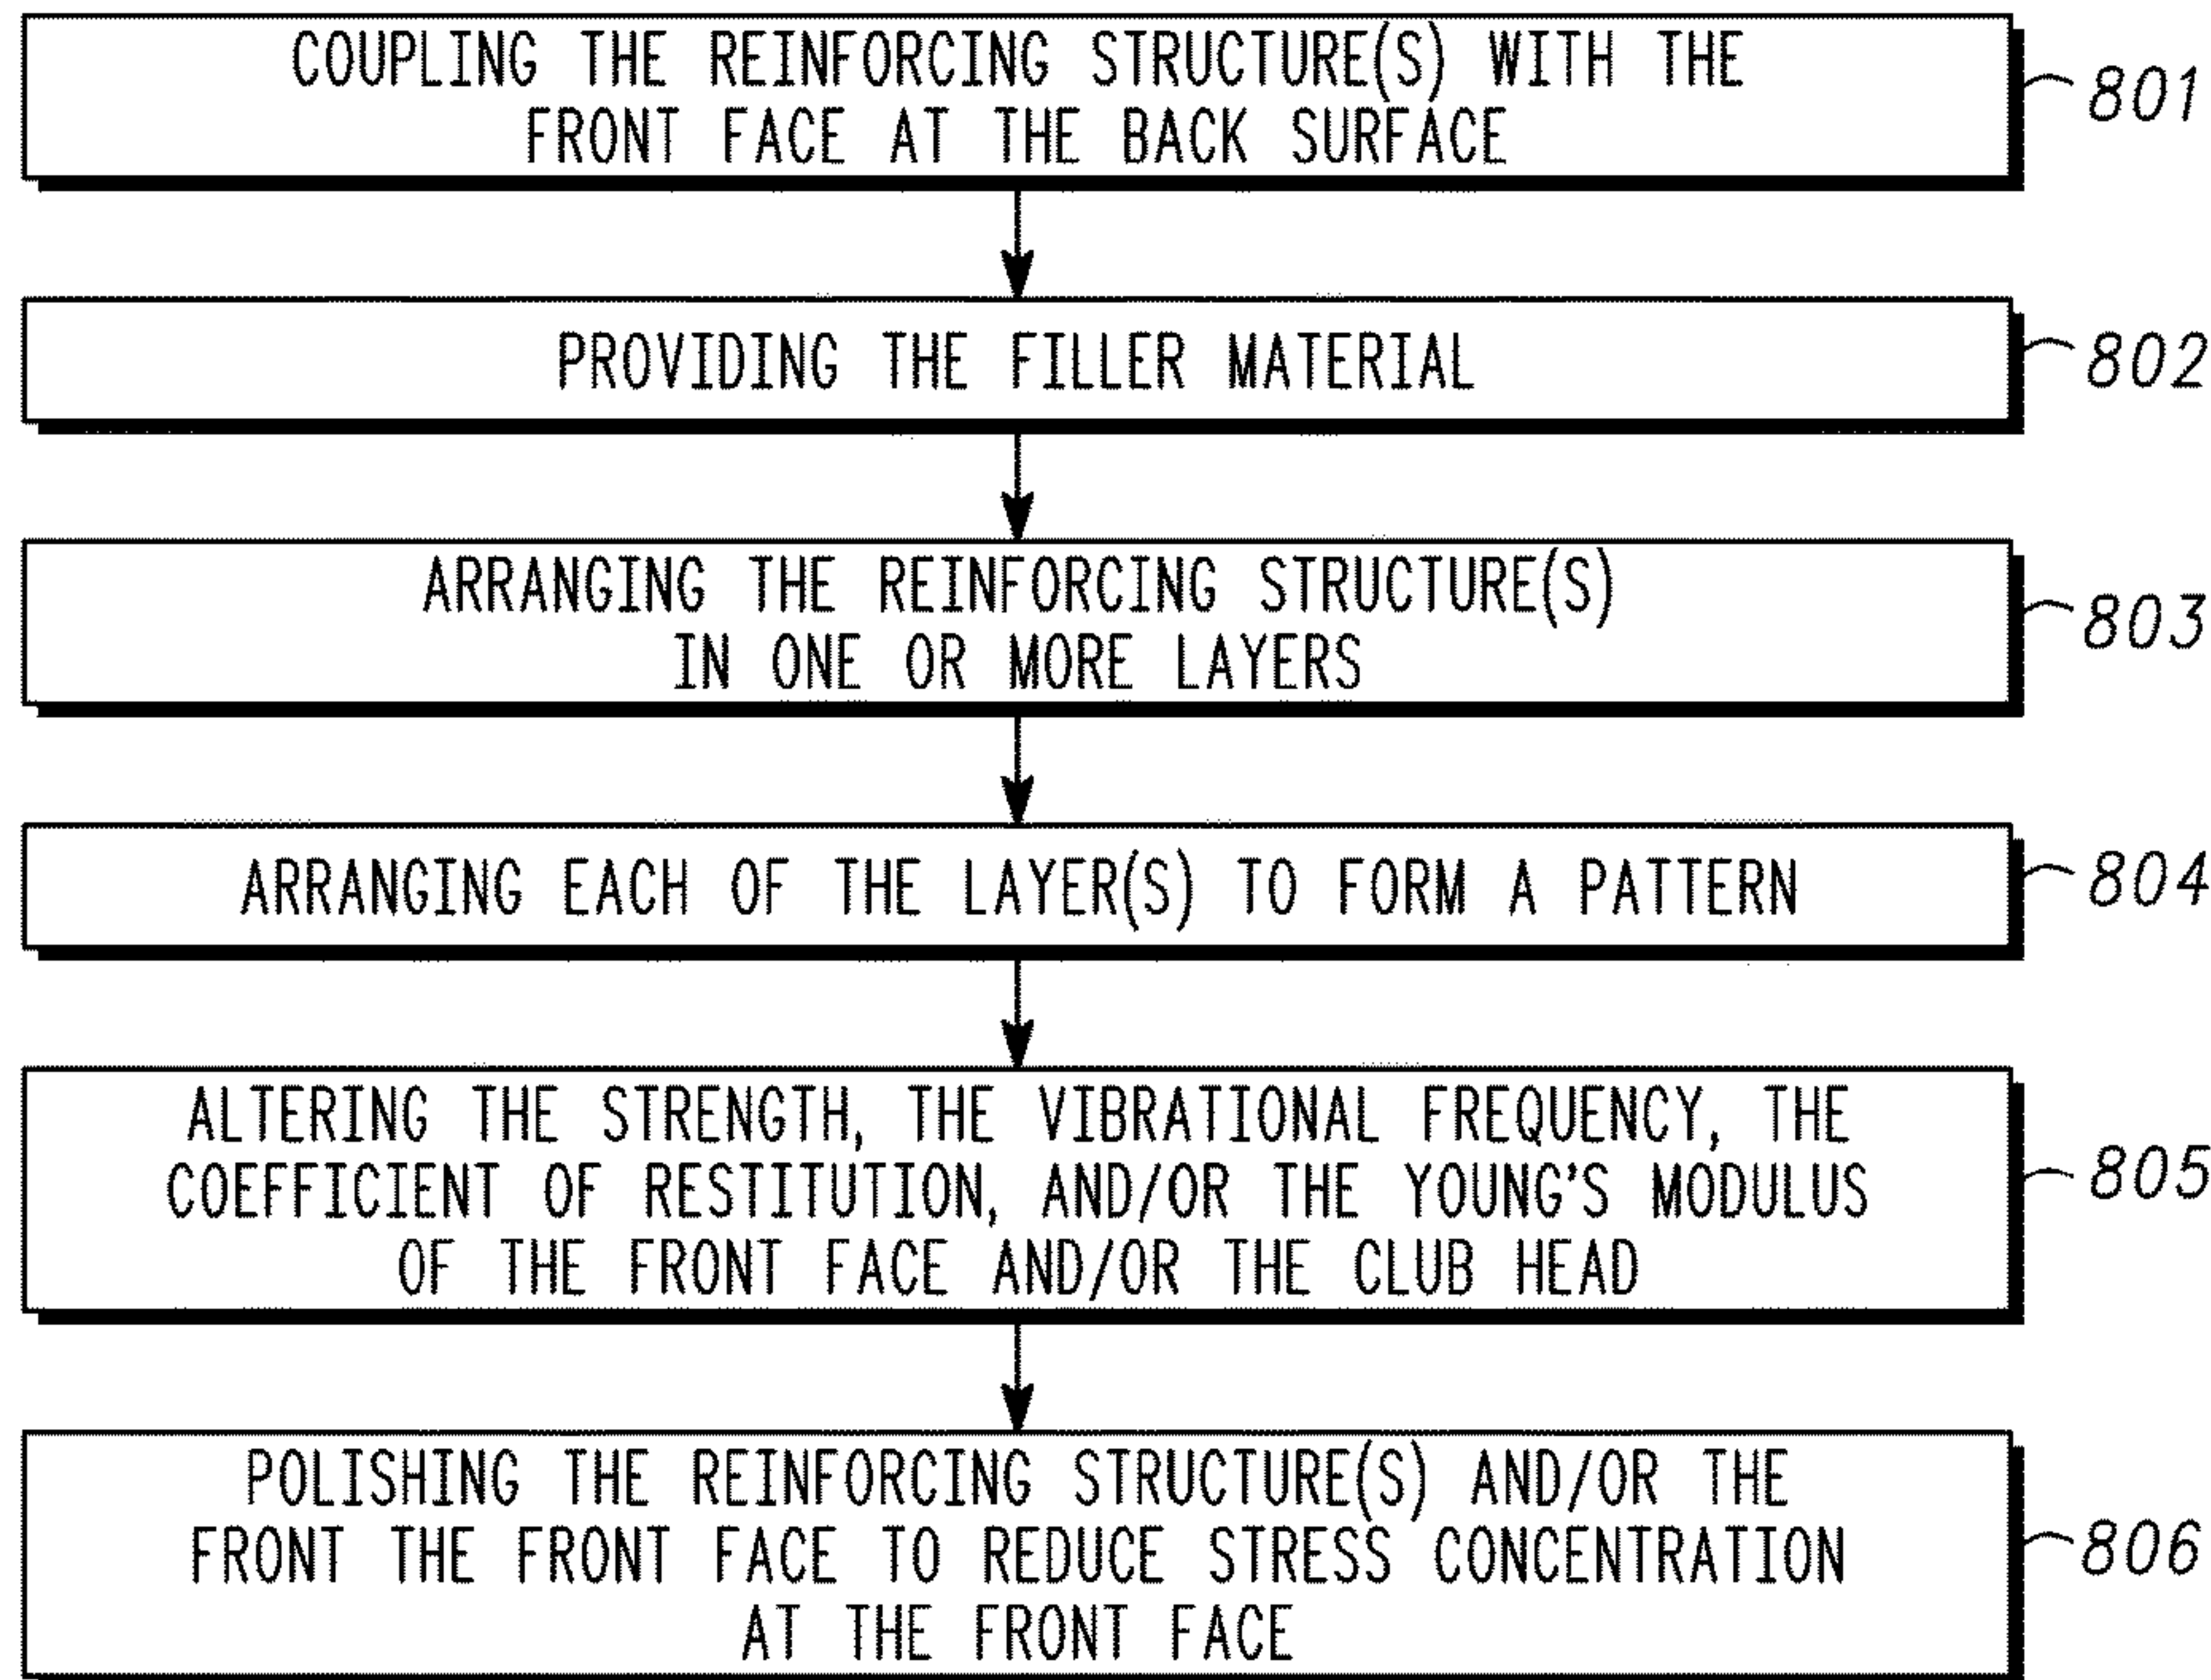 COUPLING THE REINFORCING STRUCTURE(S) WITH THE
FRONT FACE AT THE BACK SURFACE
801
PROVIDING THE FILLER MATERIAL
802
ARRANGING THE REINFORCING STRUCTURE(S)
IN ONE OR MORE LAYERS
803
ARRANGING EACH OF THE LAYER(S) TO FORM A PATTERN
804
ALTERING THE STRENGTH, THE VIBRATIONAL FREQUENCY, THE
COEFFICIENT OF RESTITUTION, AND/OR THE YOUNG'S MODULUS
OF THE FRONT FACE AND/OR THE CLUB HEAD
805
POLISHING THE REINFORCING STRUCTURE(S) AND/OR THE
FRONT THE FRONT FACE TO REDUCE STRESS CONCENTRATION
AT THE FRONT FACE
806